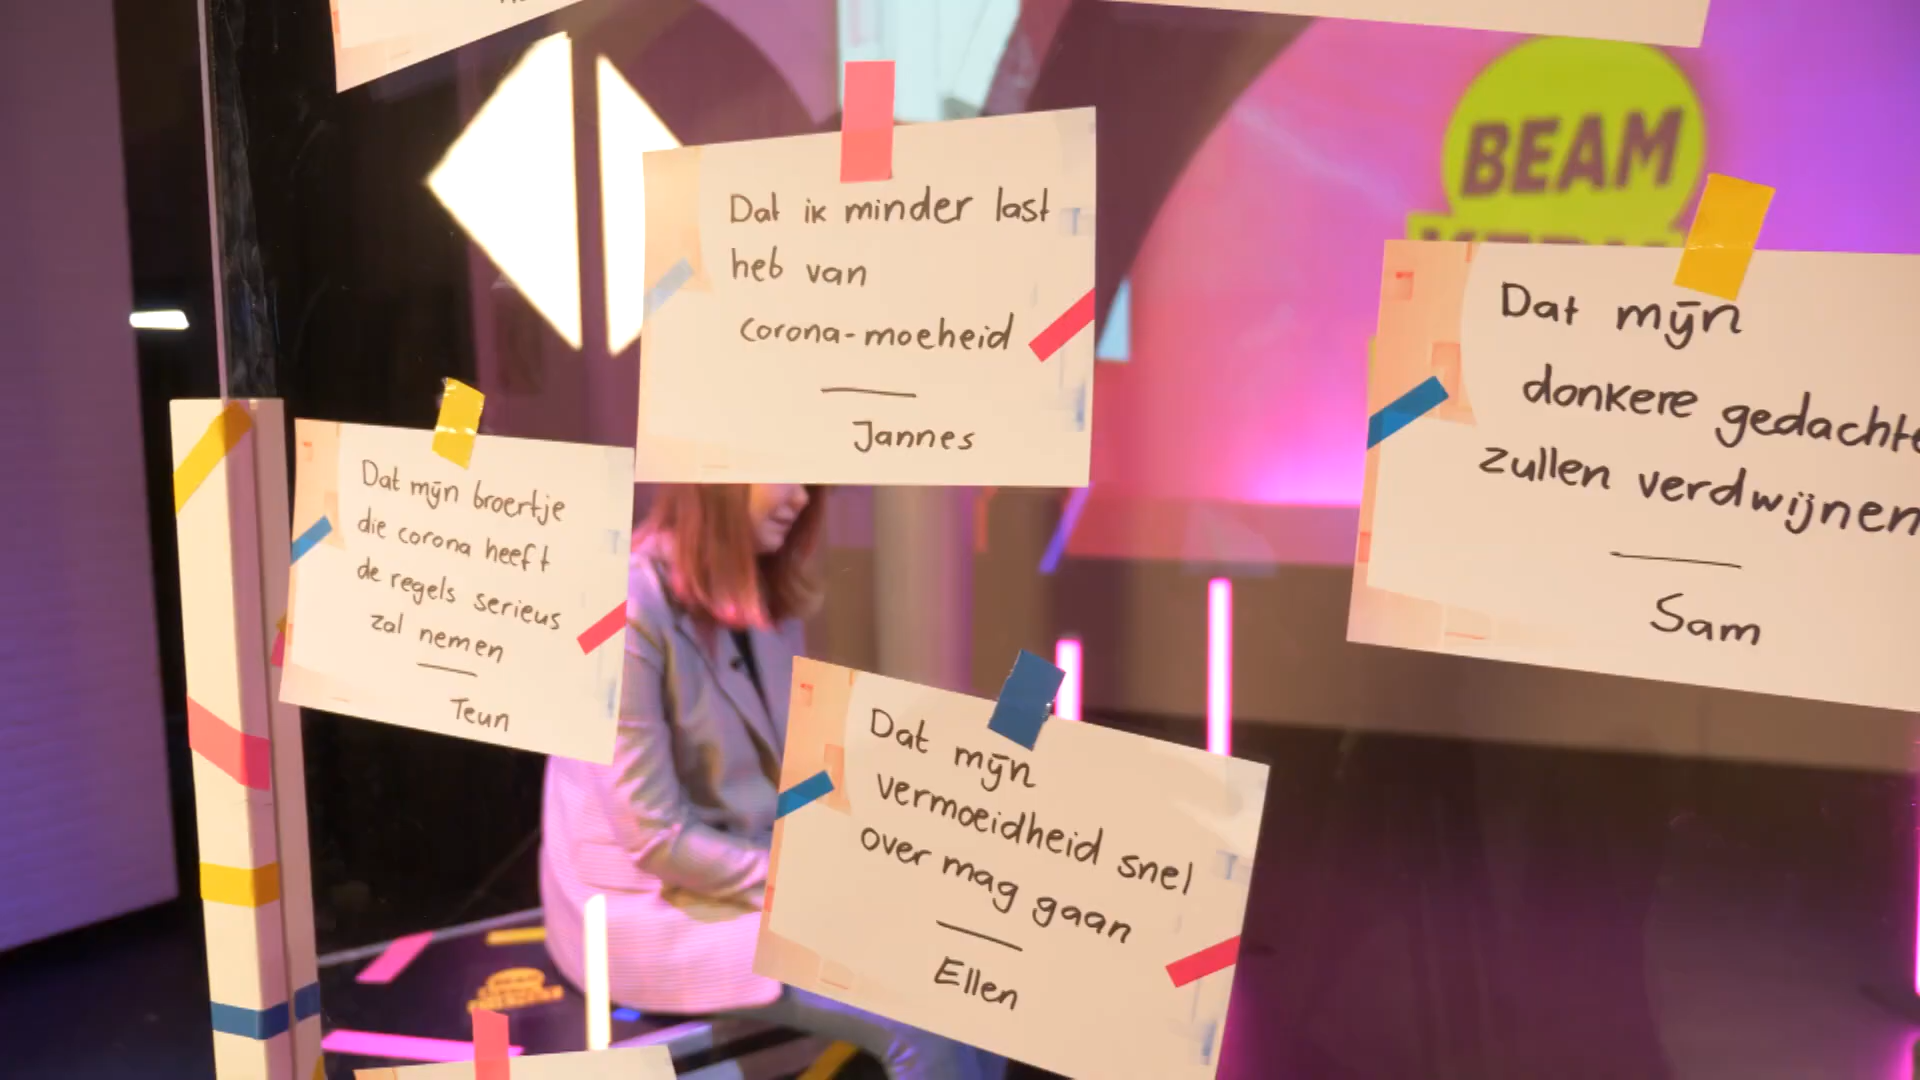 BEAM
Dat ik minder last
heb van
corona-moeheid
Jannes
Dat mijn
donkere gedachte
zullen verdwijnen
Sam
Dat mijn broertje
die corona heeft
de regels serieus
zal nemen
Teun
Dat mijn
vermoeidheid snel
over mag gaan
Ellen